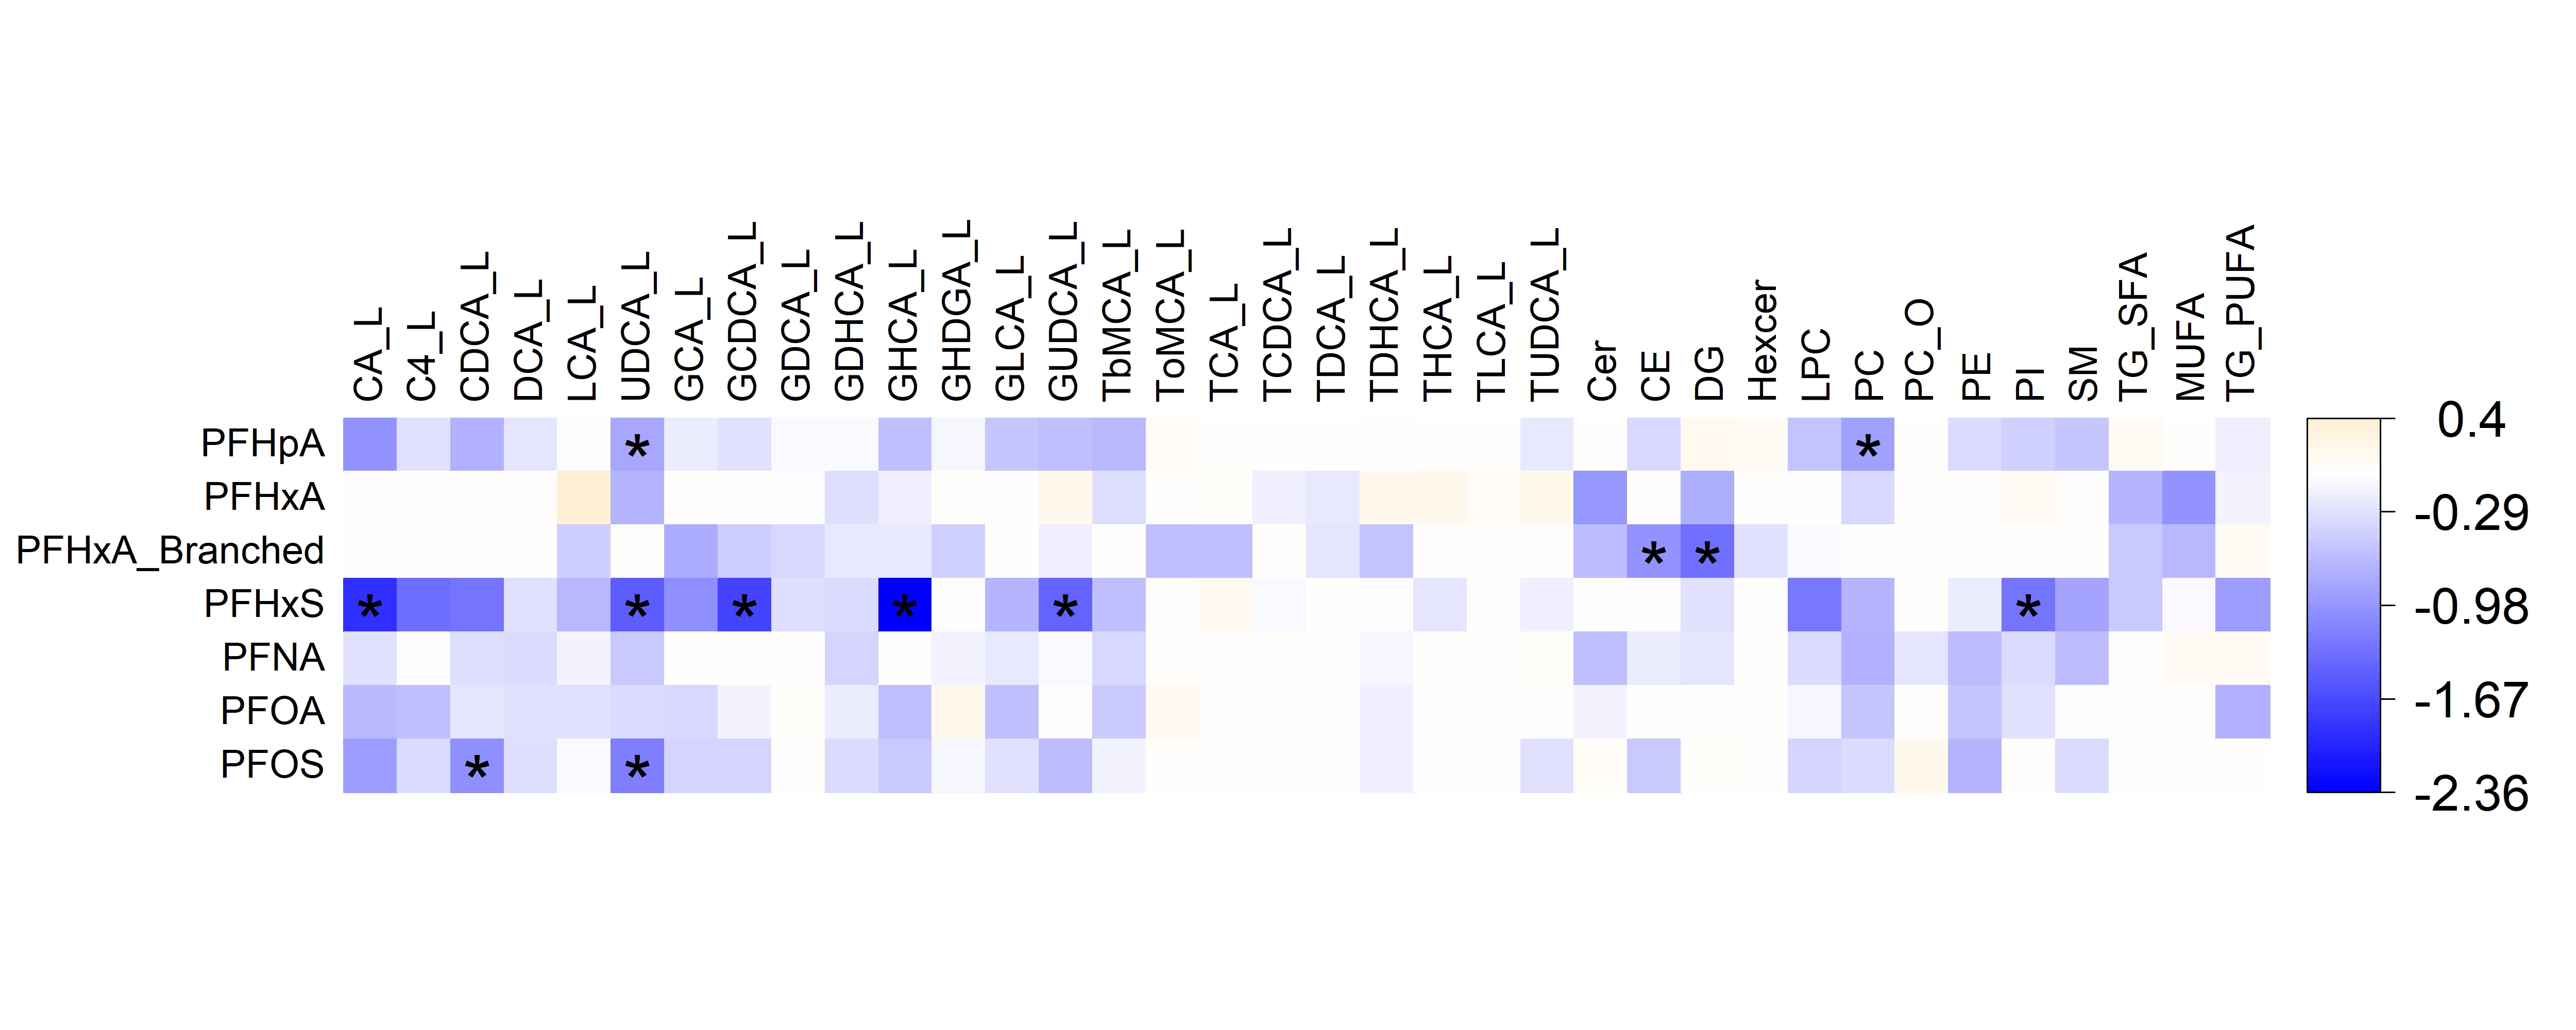 CA_L
C4_L
CDCA_L
DCA_L
LCA_L
UDCA_L
GCA_L
GCDCA_L
GDCA_L
GDHCA_L
GHCA_L
GHDGA_L
GLCA_L
GUDCA_L
TbMCA_L
ToMCA_L
TCA_L
TCDCA_L
TDCA_L
TDHCA_L
THCA_L
TLCA_L
TUDCA_L
Cer
CE
DG
Hexcer
LPC
PC
PC_O
PE
PI
SM
TG_SFA
MUFA
TG_PUFA
PFHpA * *
PFHxA
PFHxA_Branched * *
PFHxS * * * * * *
PFNA
PFOA
PFOS * *
0.4
-0.29
-0.98
-1.67
-2.36